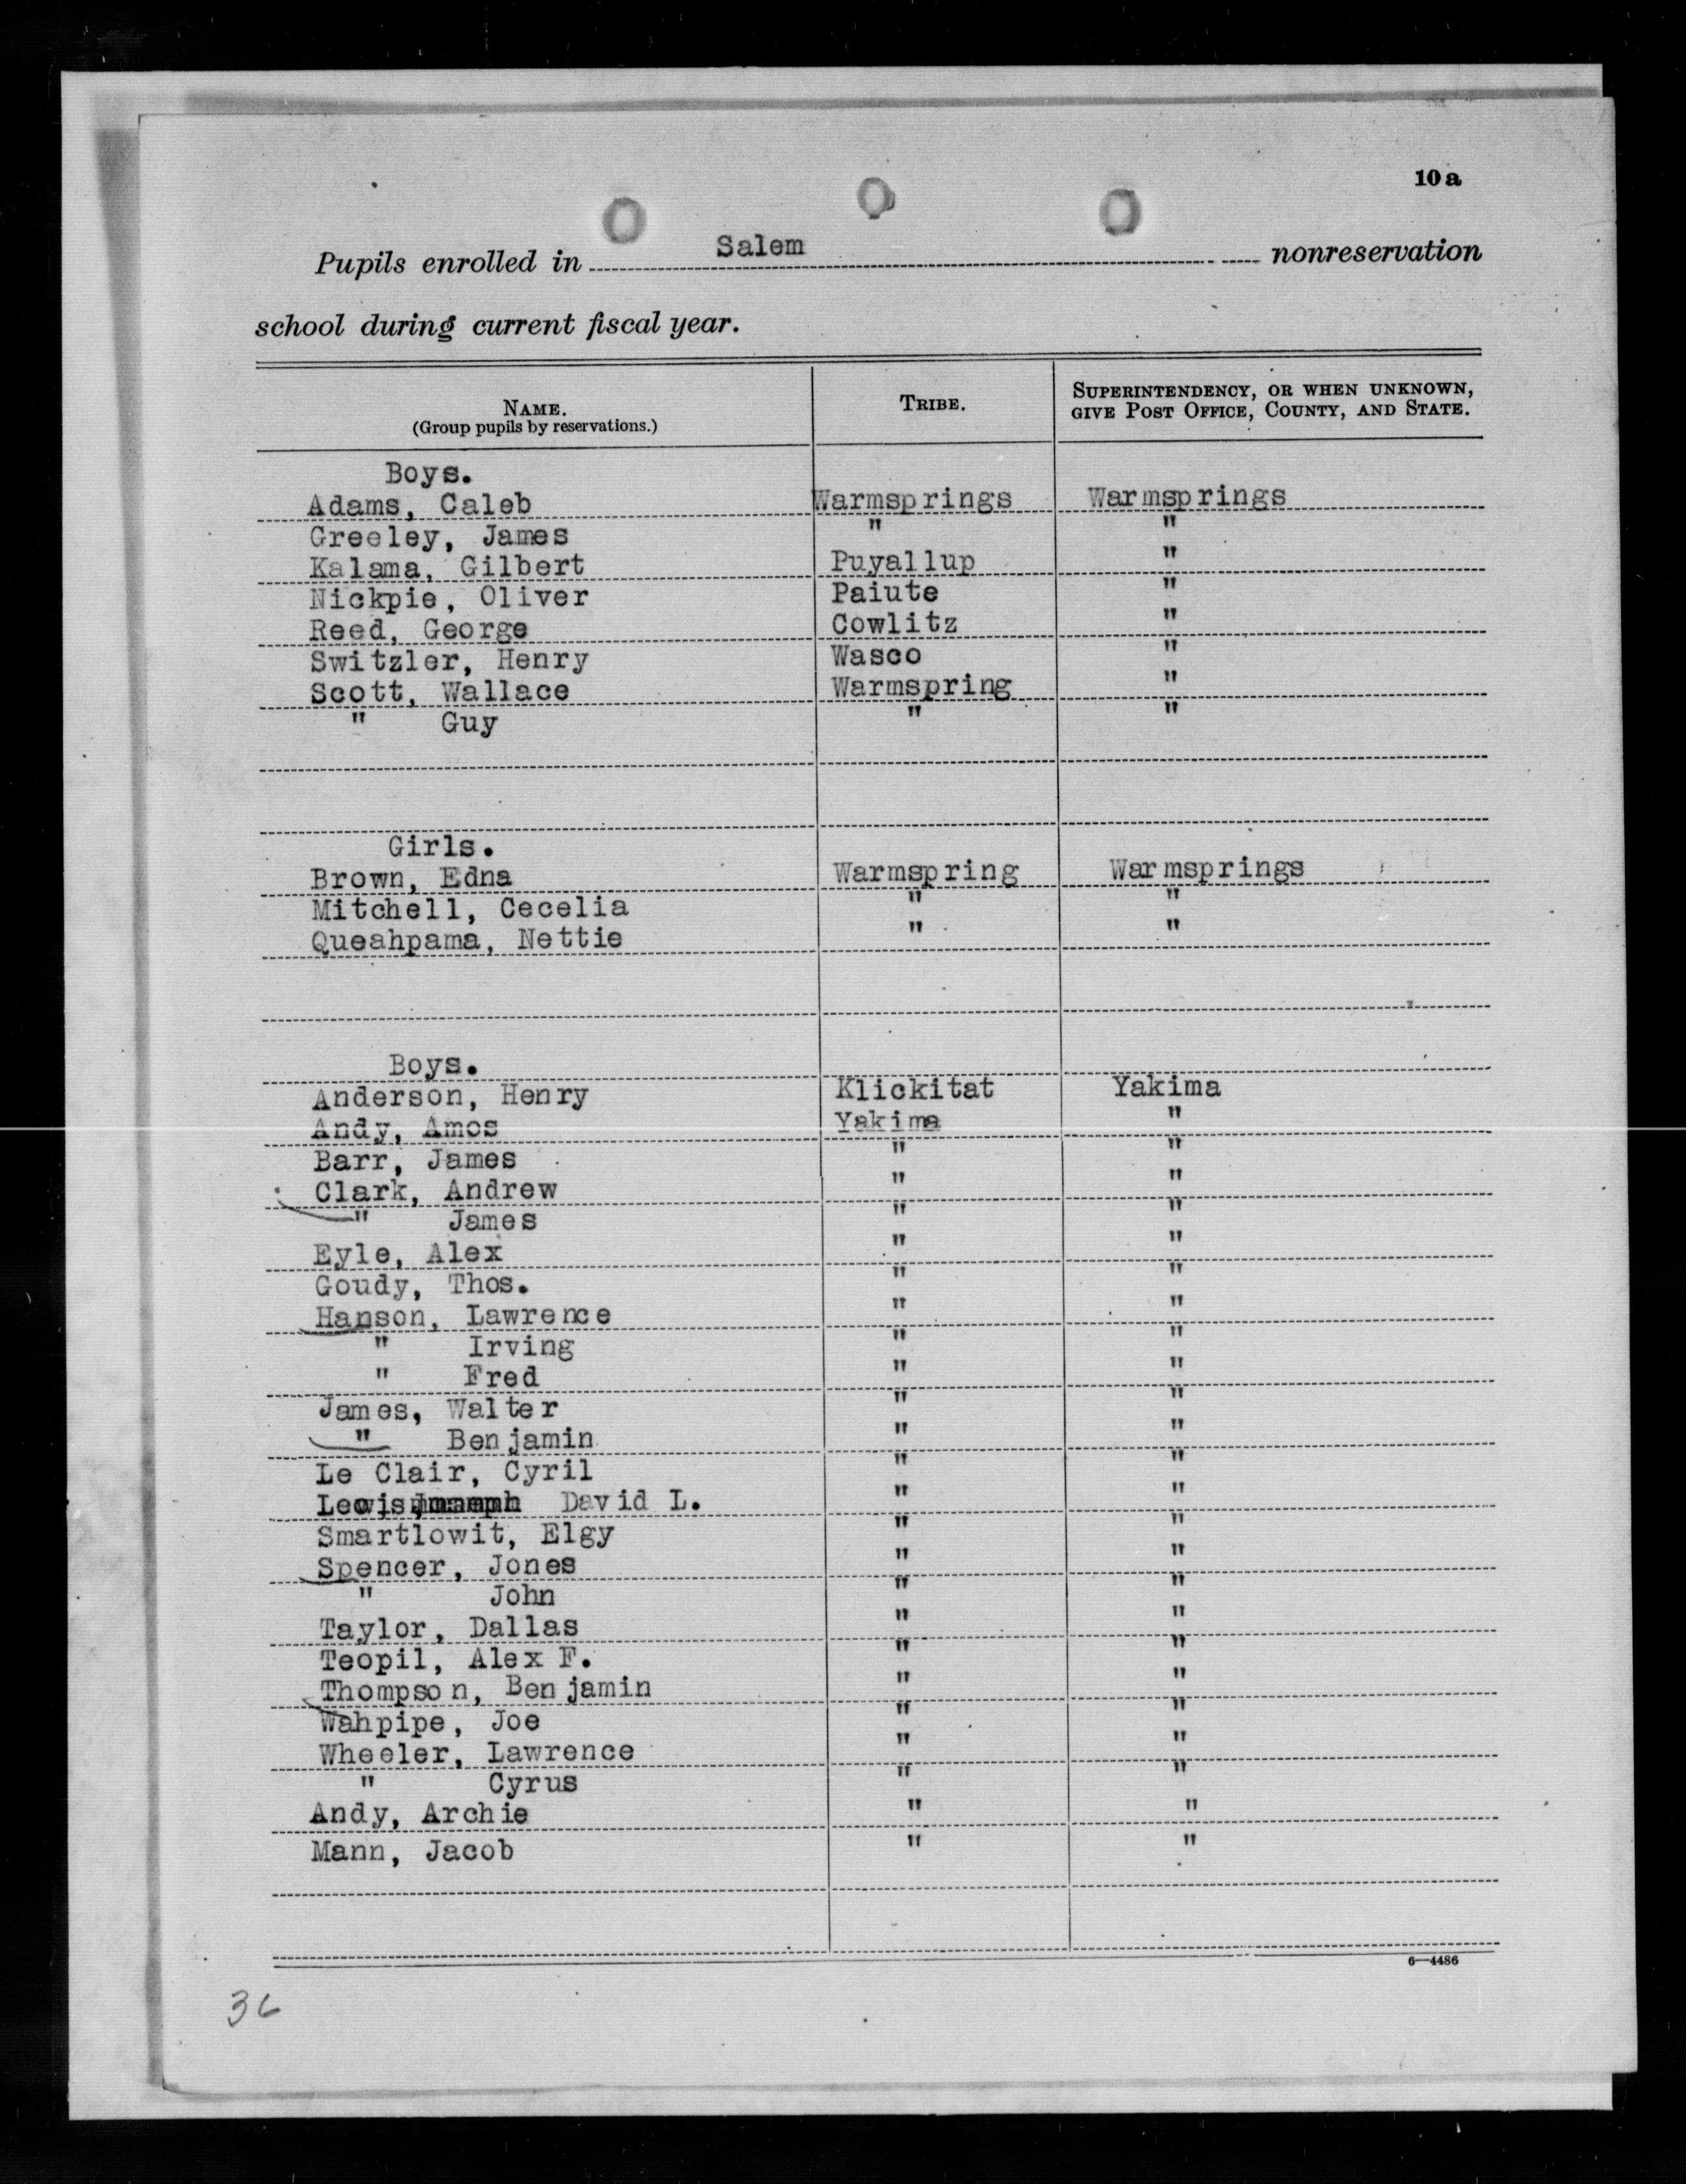 10a
Pupils enrolled in Salem nonreservation
school during current fiscal year.
NAME. TRIBE. SUPERINTENDENCY, OR WHEN UNKNOWN,
(Group pupils by reservations.) GIVE POST OFFICE, COUNTY, AND STATE.
Boys.
Adams, Caleb Warmsprings Warmsprings
Greeley, James " "
Kalama, Gilbert Puyallup "
Nickpie, Oliver Paiute "
Reed, George Cowlitz "
Switzler, Henry Wasco "
Scott, Wallace Warmspring "
" Guy " "
Girls.
Brown, Edna Warmspring Warmsprings
Mitchell, Cecelia " "
Queahpama, Nettie " "
Boys.
Anderson, Henry Klickitat Yakima
Andy, Amos Yakima "
Barr, James " "
Clark, Andrew " "
" James " "
Eyle, Alex " "
Goudy, Thos. " "
Hanson, Lawrence " "
" Irving " "
" Fred " "
James, Walter " "
" Benjamin " "
Le Clair, Cyril " "
Lewis David L. " "
Smartlowit, Elgy " "
Spencer, Jones " "
" John " "
Taylor, Dallas " "
Teopil, Alex F. " "
Thompson, Benjamin " "
Wahpipe, Joe " "
Wheeler, Lawrence " "
" Cyrus " "
Andy, Archie " "
Mann, Jacob " "
6—4486
36